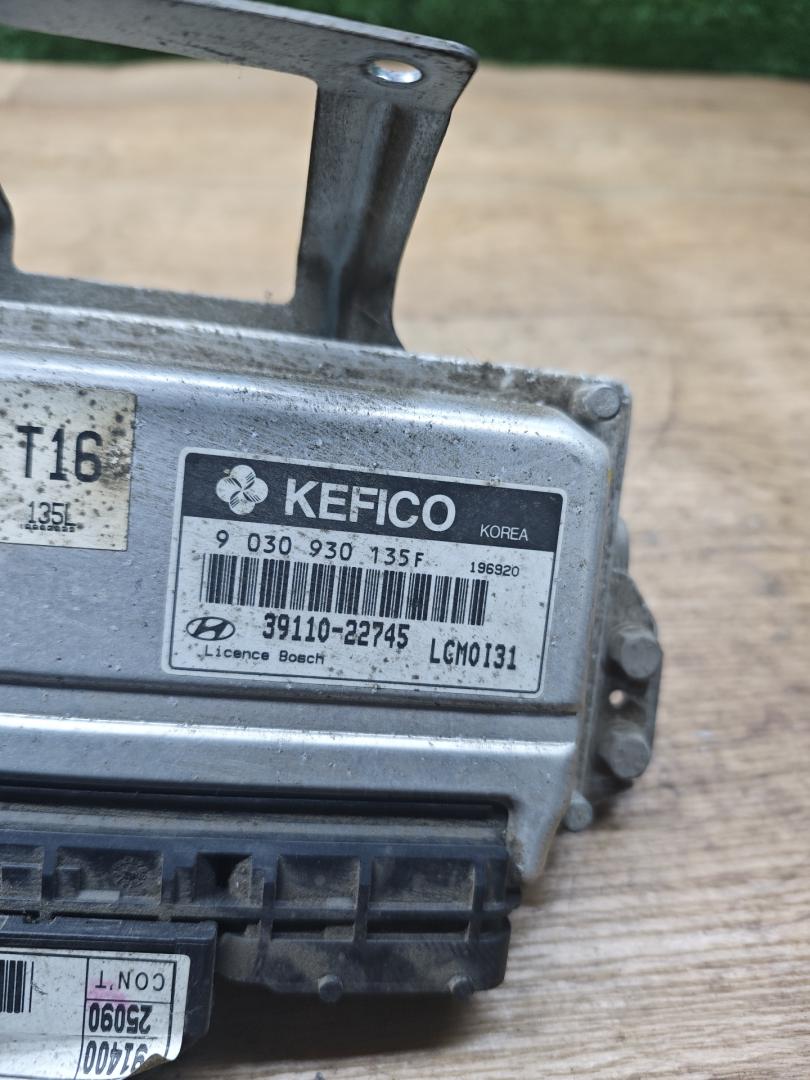 T16
135L
KEFICO
KOREA
9 030 930 135F
196920
39110-22745
LGM0I31
Licence Bosch
CON'T
25090
91400